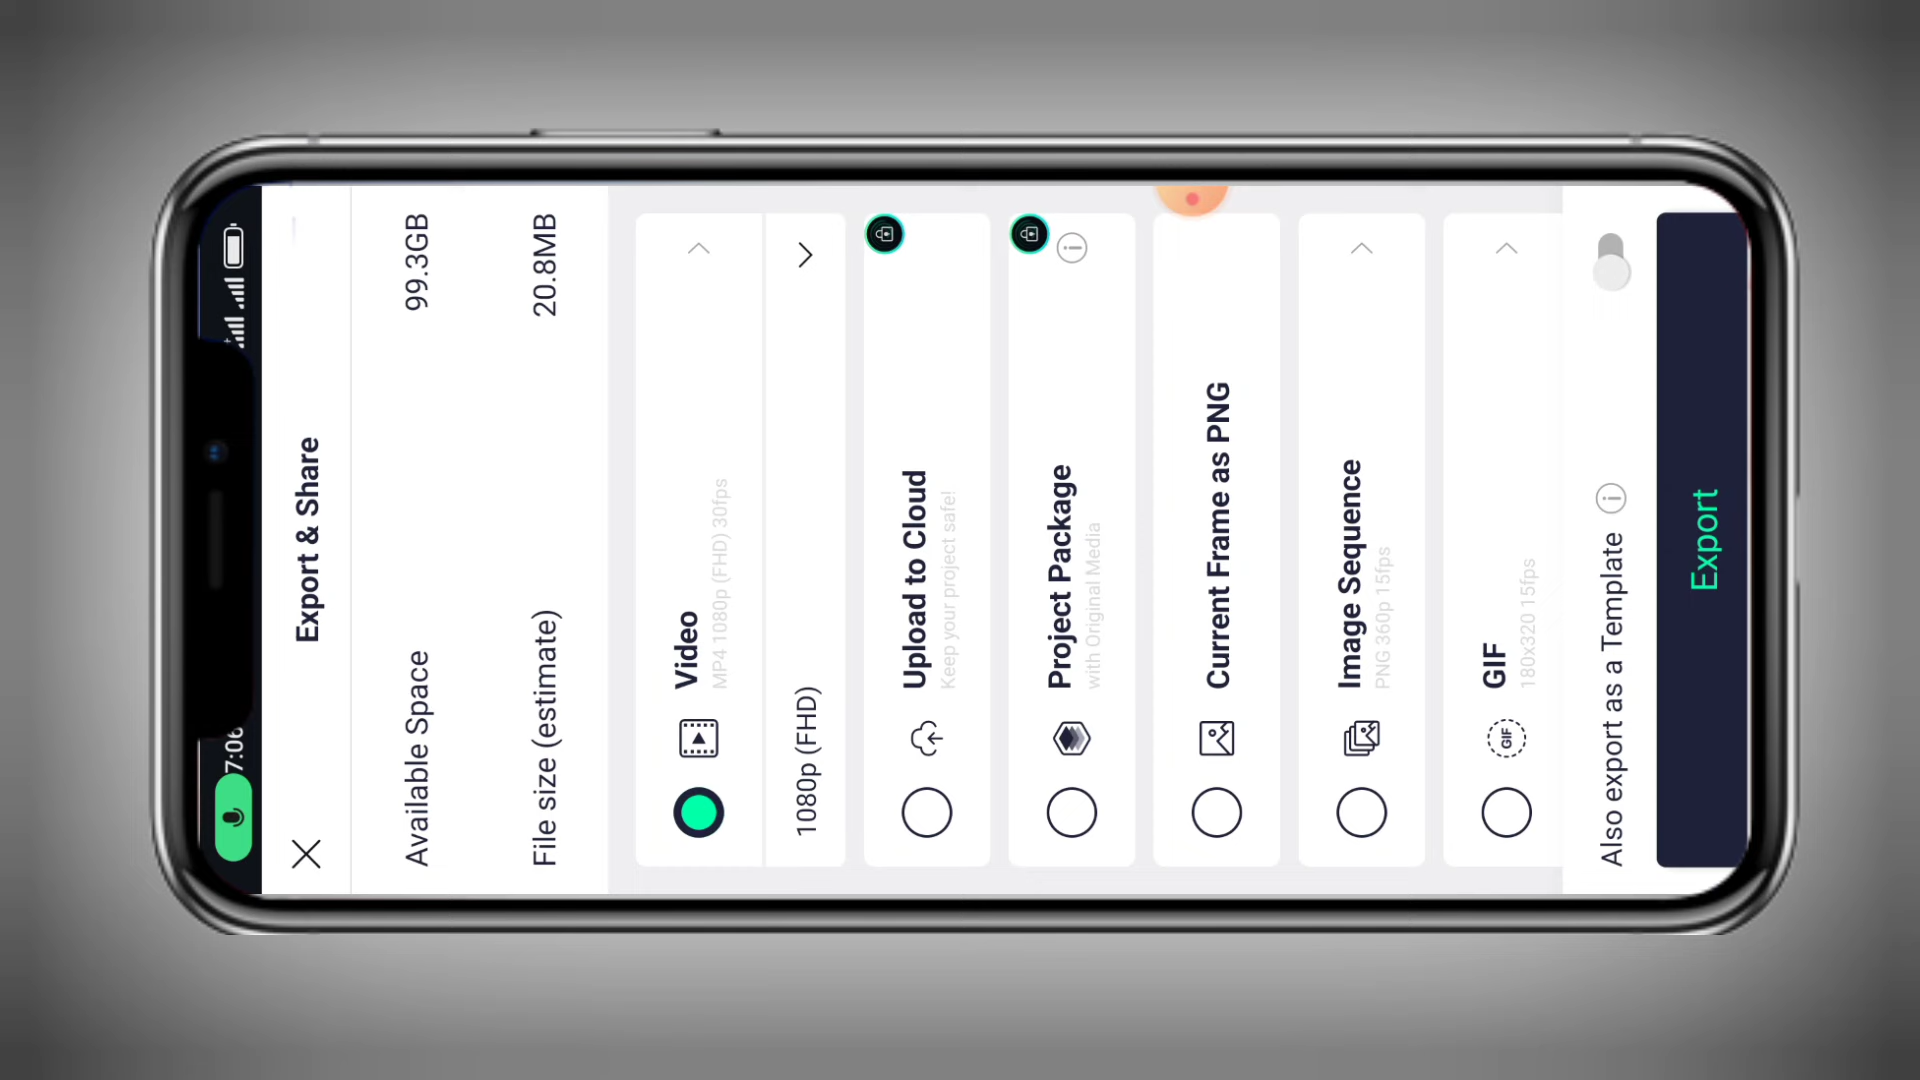 7:06
Export & Share
Available Space 99.3GB
File size (estimate) 20.8MB
Video
MP4 1080p (FHD) 30fps
1080p (FHD)
Upload to Cloud
Keep your project safe!
Project Package
with Original Media
Current Frame as PNG
Image Sequence
PNG 360p 15fps
GIF
GIF
180x320 15fps
Also export as a Template
Export